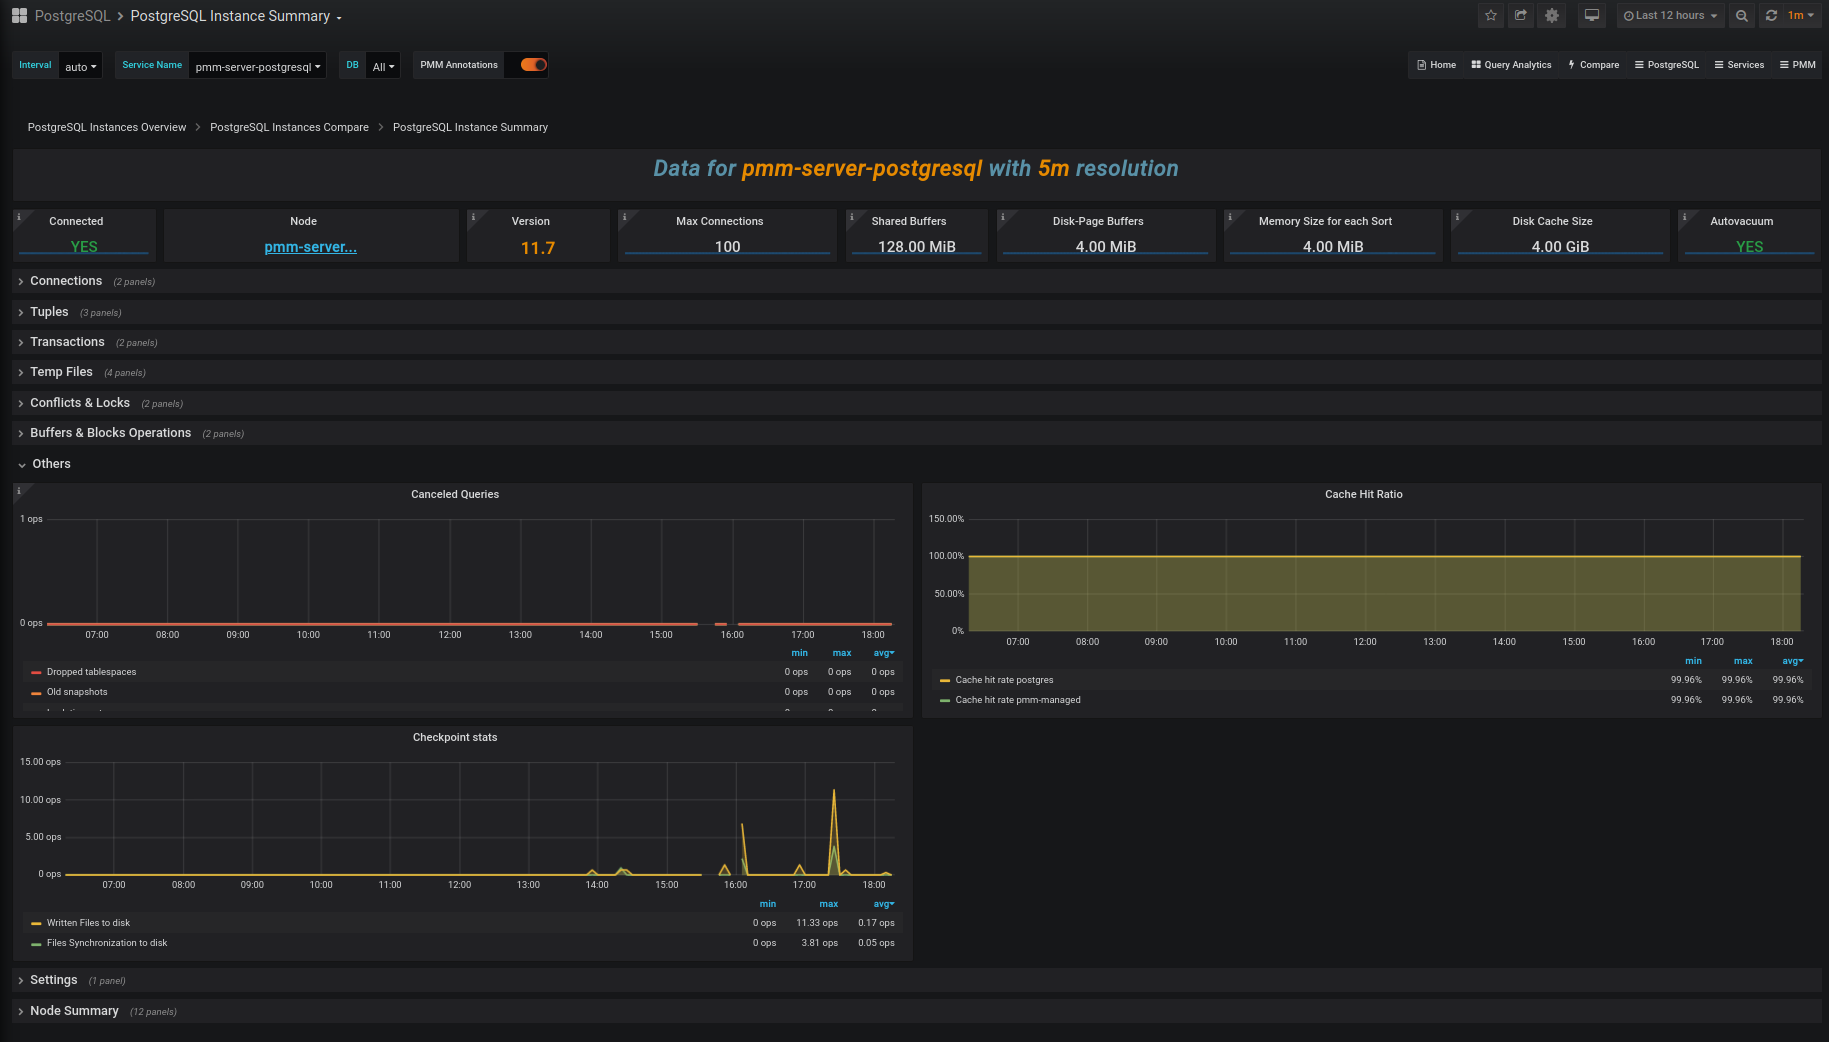 PostgreSQL > PostgreSQL Instance Summary
Last 12 hours
1m
Interval auto
Service Name pmm-server-postgresql
DB All
PMM Annotations
Home
Query Analytics
Compare
PostgreSQL
Services
PMM
PostgreSQL Instances Overview > PostgreSQL Instances Compare > PostgreSQL Instance Summary
Data for pmm-server-postgresql with 5m resolution
Connected
YES
Node
pmm-server...
Version
11.7
Max Connections
100
Shared Buffers
128.00 MiB
Disk-Page Buffers
4.00 MiB
Memory Size for each Sort
4.00 MiB
Disk Cache Size
4.00 GiB
Autovacuum
YES
Connections (2 panels)
Tuples (3 panels)
Transactions (2 panels)
Temp Files (4 panels)
Conflicts & Locks (2 panels)
Buffers & Blocks Operations (2 panels)
Others
Canceled Queries
1 ops
0 ops
07:00 08:00 09:00 10:00 11:00 12:00 13:00 14:00 15:00 16:00 17:00 18:00
min max avg
Dropped tablespaces 0 ops 0 ops 0 ops
Old snapshots 0 ops 0 ops 0 ops
Cache Hit Ratio
150.00%
100.00%
50.00%
0%
07:00 08:00 09:00 10:00 11:00 12:00 13:00 14:00 15:00 16:00 17:00 18:00
min max avg
Cache hit rate postgres 99.96% 99.96% 99.96%
Cache hit rate pmm-managed 99.96% 99.96% 99.96%
Checkpoint stats
15.00 ops
10.00 ops
5.00 ops
0 ops
07:00 08:00 09:00 10:00 11:00 12:00 13:00 14:00 15:00 16:00 17:00 18:00
min max avg
Written Files to disk 0 ops 11.33 ops 0.17 ops
Files Synchronization to disk 0 ops 3.81 ops 0.05 ops
Settings (1 panel)
Node Summary (12 panels)